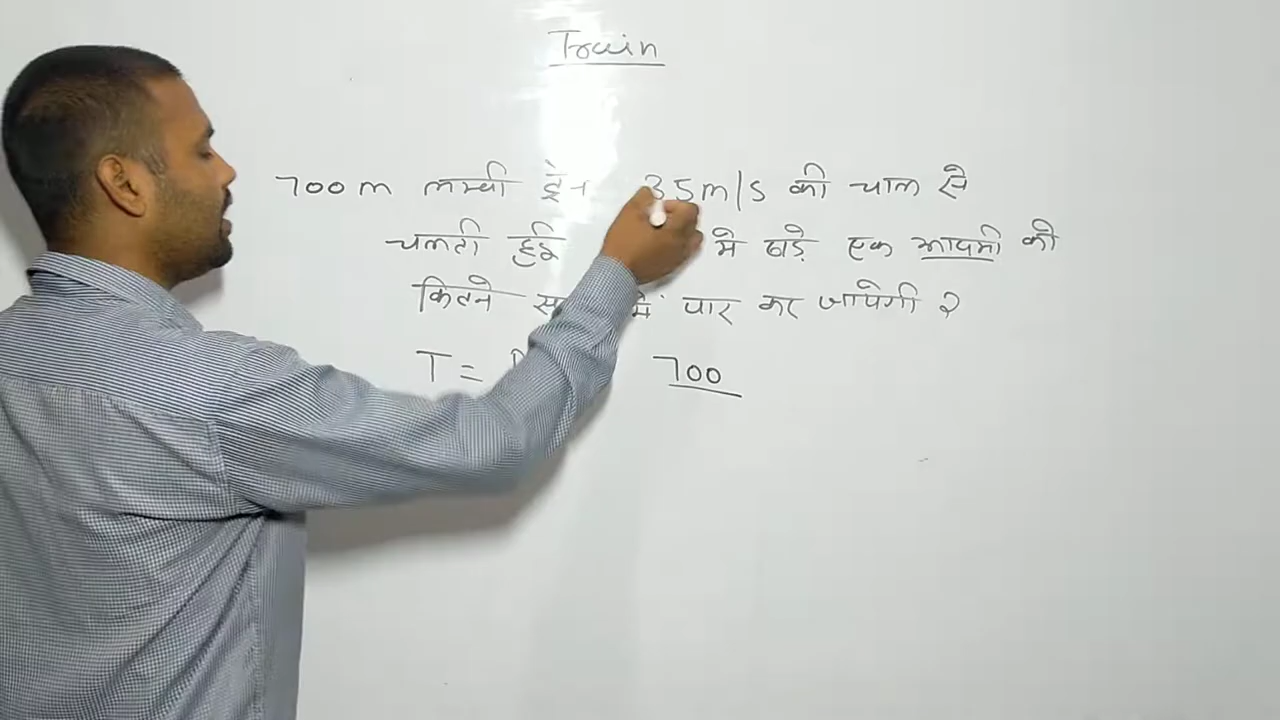 Train
700 m लम्बी ट्रेन 35 m/s की चाल से
चलती हुई में खड़े एक आदमी को
कितने में पार कर जायेगी ?
T = 700